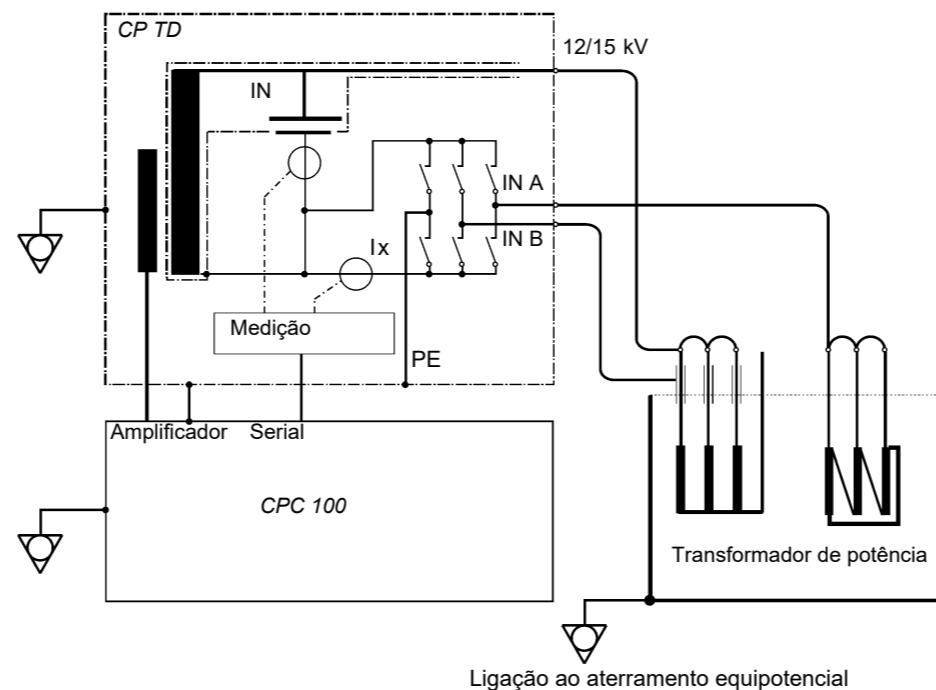 CP TD
12/15 kV
IN
IN A
IN B
Ix
Medição
PE
Amplificador Serial
CPC 100
Transformador de potência
Ligação ao aterramento equipotencial